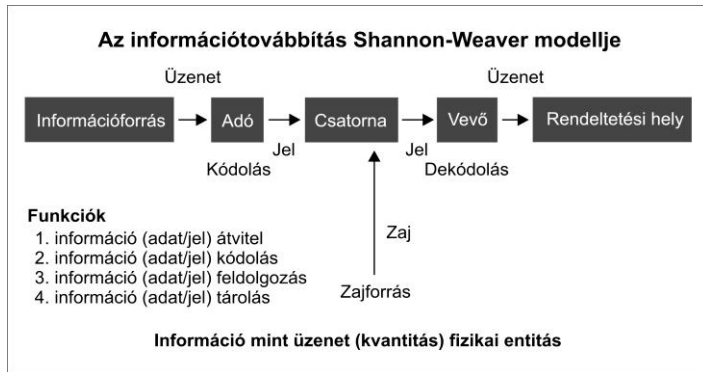 Az információtovábbítás Shannon-Weaver modellje
Üzenet Üzenet
Információforrás Adó Csatorna Vevő Rendeltetési hely
Jel Jel
Kódolás Dekódolás
Funkciók
1. információ (adat/jel) átvitel
2. információ (adat/jel) kódolás
3. információ (adat/jel) feldolgozás
4. információ (adat/jel) tárolás
Zaj
Zajforrás
Információ mint üzenet (kvantitás) fizikai entitás